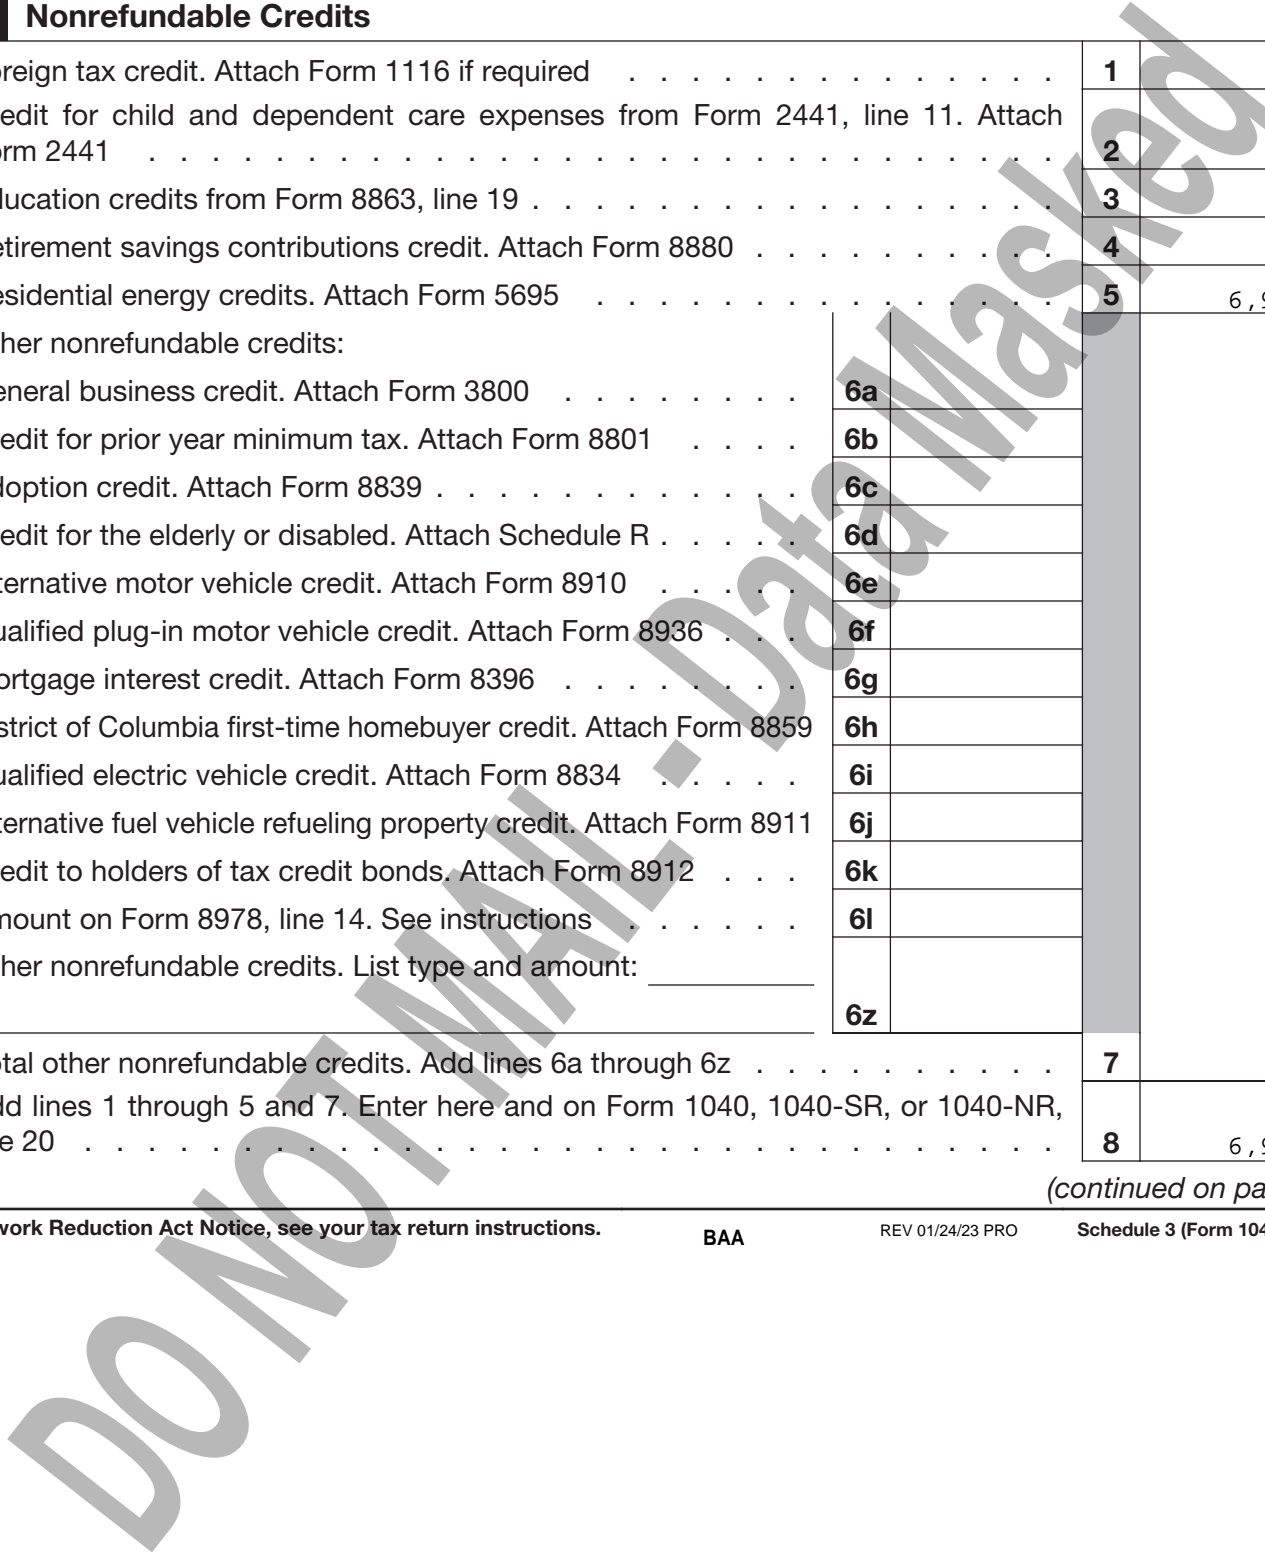 Nonrefundable Credits
reign tax credit. Attach Form 1116 if required . . . . . . . . . . . . . . 1
edit for child and dependent care expenses from Form 2441, line 11. Attach
rm 2441 . . . . . . . . . . . . . . . . . . . . . . . . . . . . . 2
lucation credits from Form 8863, line 19 . . . . . . . . . . . . . . . . . 3
etirement savings contributions credit. Attach Form 8880 . . . . . . . . . . 4
esidential energy credits. Attach Form 5695 . . . . . . . . . . . . . . . 5 6,9
her nonrefundable credits:
eneral business credit. Attach Form 3800 . . . . . . . . 6a
edit for prior year minimum tax. Attach Form 8801 . . . . 6b
doption credit. Attach Form 8839 . . . . . . . . . . . . 6c
edit for the elderly or disabled. Attach Schedule R . . . . . 6d
ternative motor vehicle credit. Attach Form 8910 . . . . . 6e
ualified plug-in motor vehicle credit. Attach Form 8936 . . . 6f
ortgage interest credit. Attach Form 8396 . . . . . . . . 6g
strict of Columbia first-time homebuyer credit. Attach Form 8859 6h
ualified electric vehicle credit. Attach Form 8834 . . . . . 6i
ternative fuel vehicle refueling property credit. Attach Form 8911 6j
edit to holders of tax credit bonds. Attach Form 8912 . . . 6k
mount on Form 8978, line 14. See instructions . . . . . . 6l
her nonrefundable credits. List type and amount:
6z
otal other nonrefundable credits. Add lines 6a through 6z . . . . . . . . . . 7
dd lines 1 through 5 and 7. Enter here and on Form 1040, 1040-SR, or 1040-NR,
e 20 . . . . . . . . . . . . . . . . . . . . . . . . . . . . . . . 8 6,9
(continued on pa
work Reduction Act Notice, see your tax return instructions. BAA REV 01/24/23 PRO Schedule 3 (Form 104
DO NOT MAIL - Data Masked